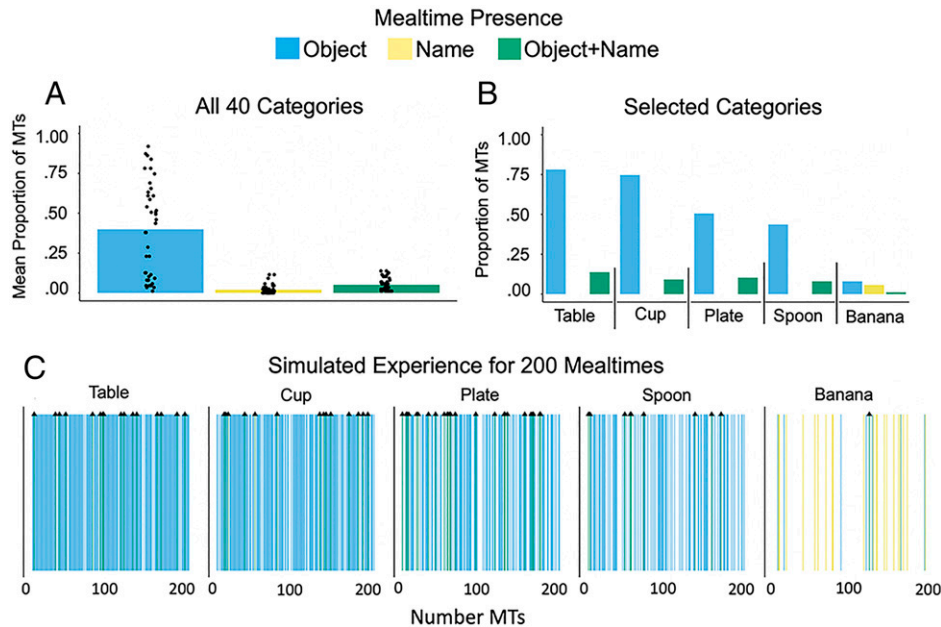 Mealtime Presence
Object Name Object+Name
A All 40 Categories
Mean Proportion of MTs
1.00
.75
.50
.25
.00
B Selected Categories
Proportion of MTs
1.00
.75
.50
.25
.00
Table Cup Plate Spoon Banana
C Simulated Experience for 200 Mealtimes
Table Cup Plate Spoon Banana
0 100 200 0 100 200 0 100 200 0 100 200 0 100 200
Number MTs